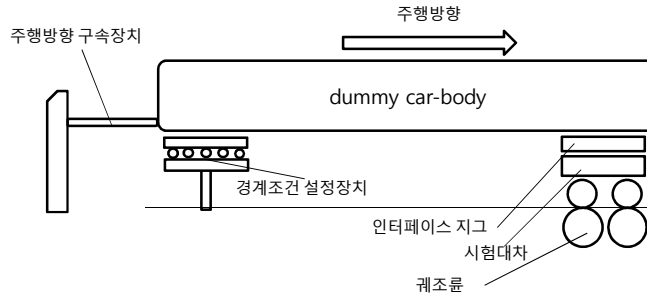 주행방향
주행방향 구속장치
dummy car-body
경계조건 설정장치
인터페이스 지그
시험대차
궤조륜